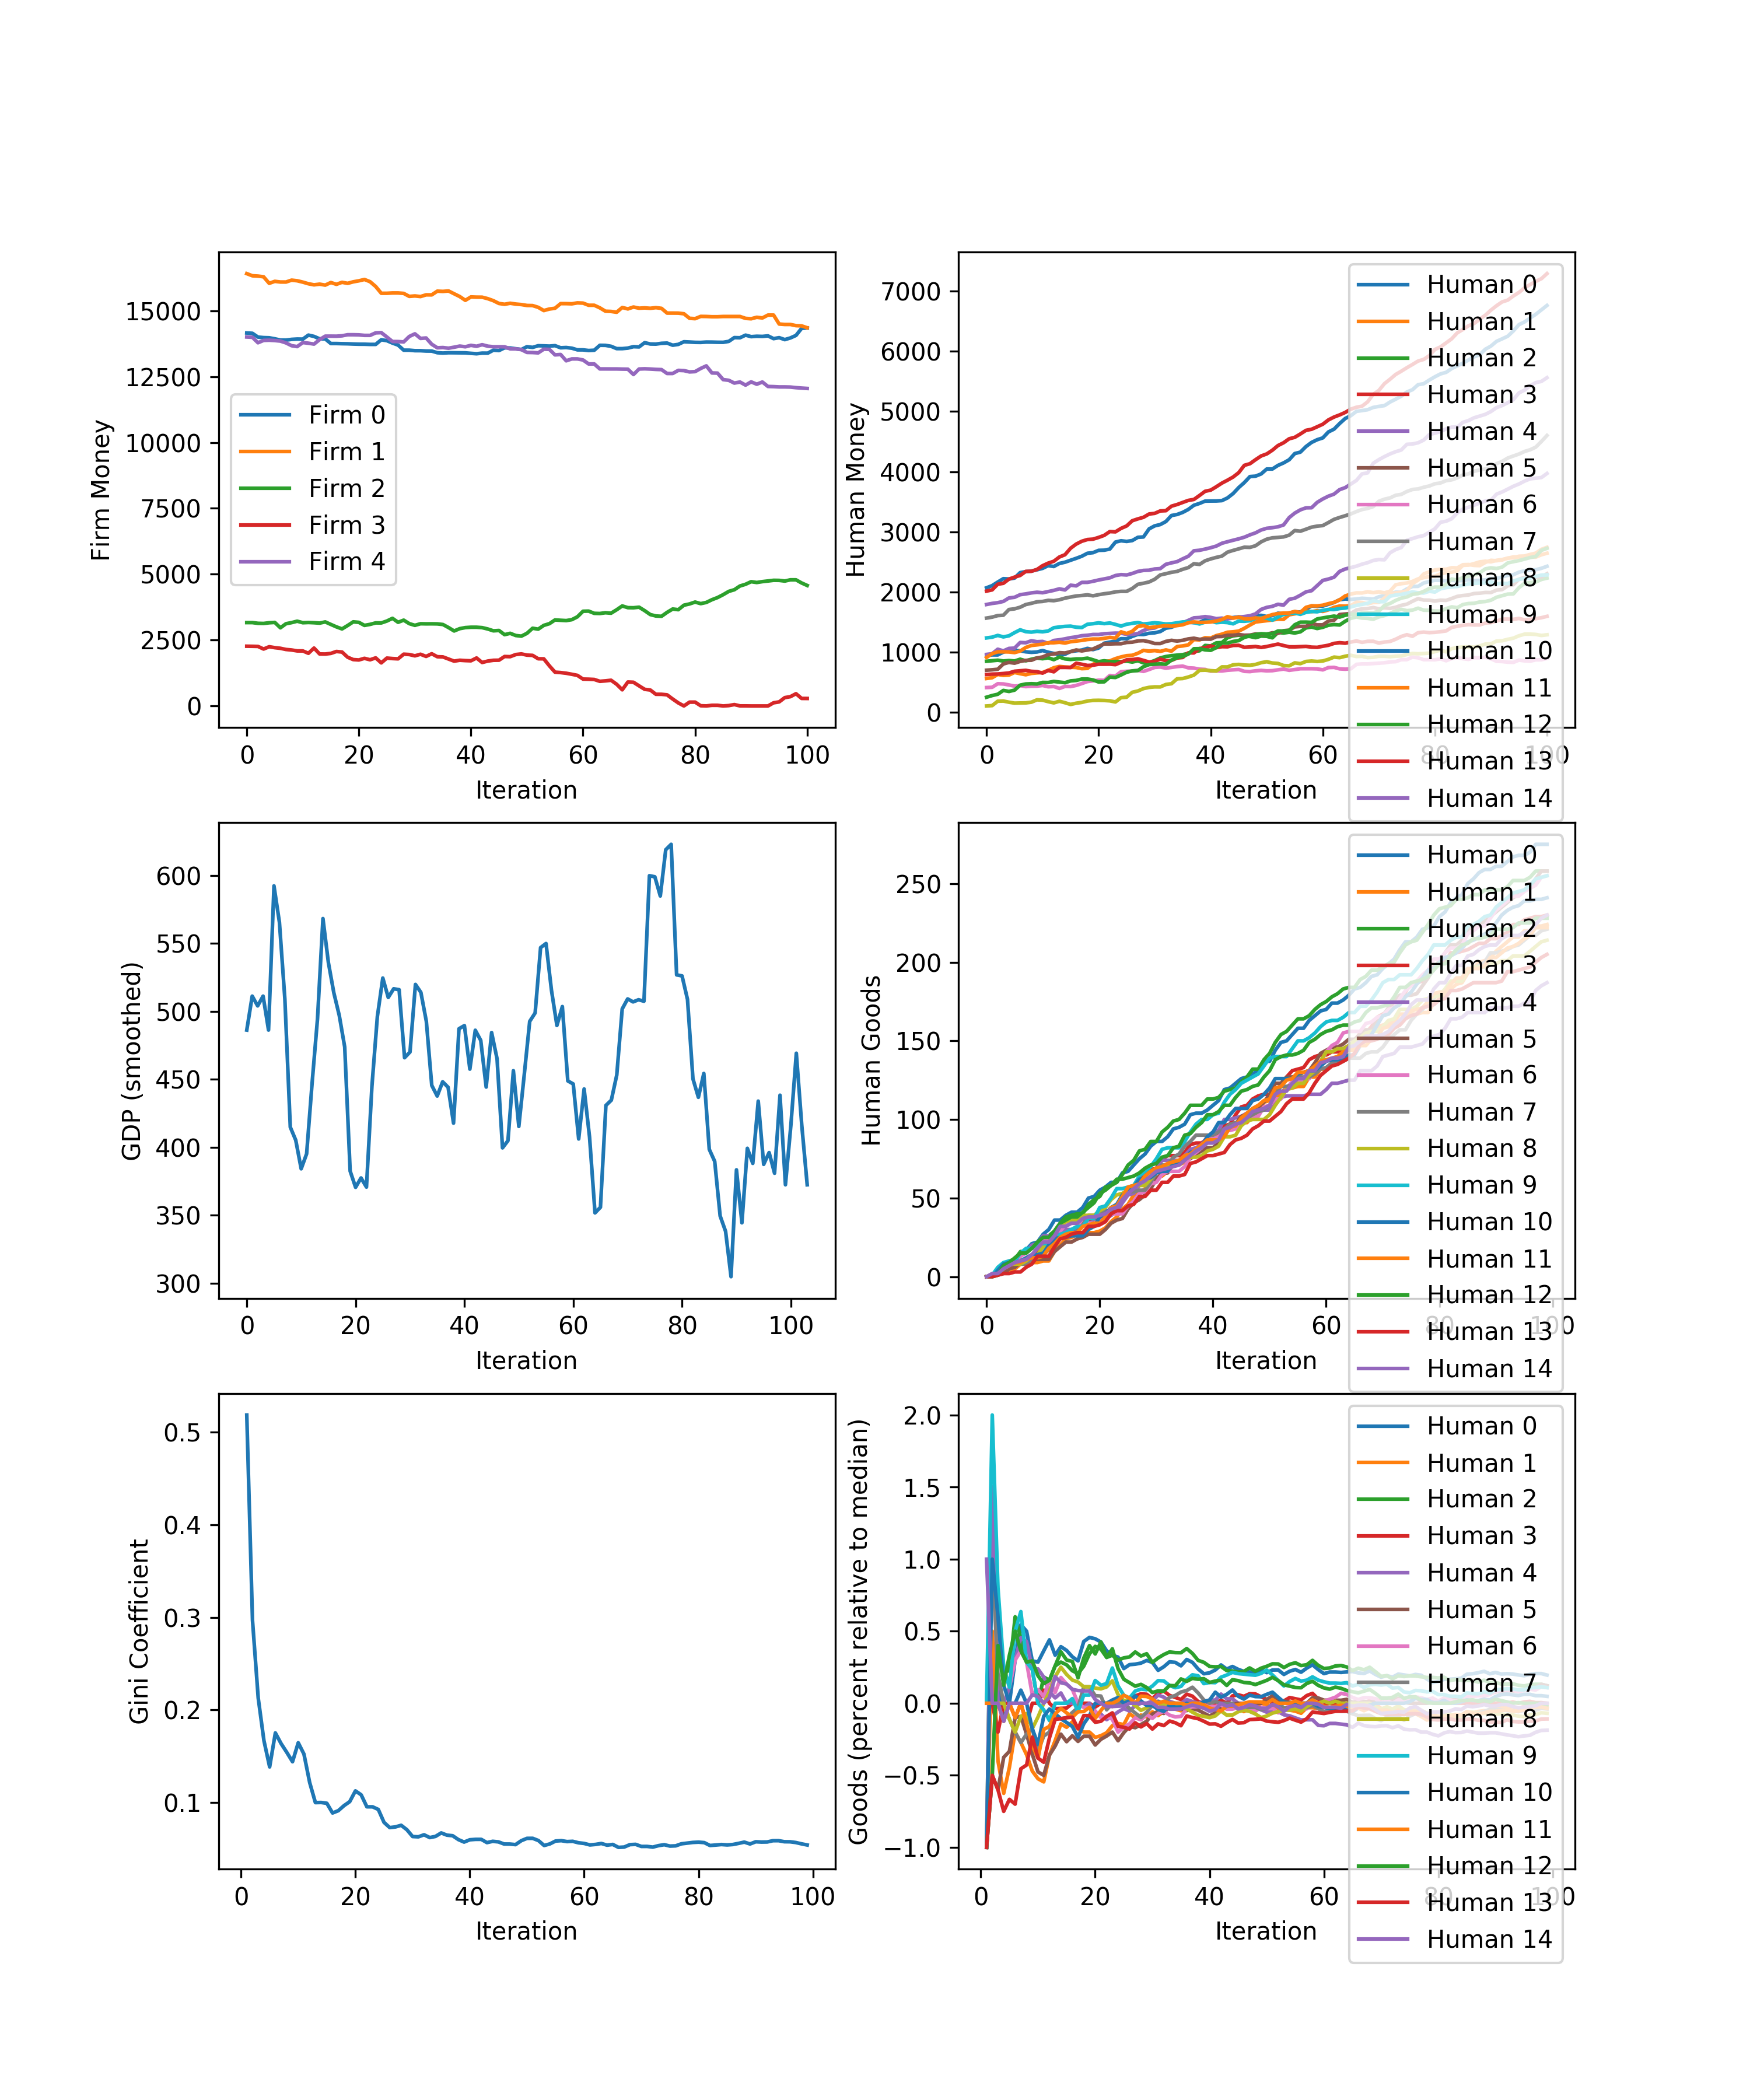 Firm Money
15000
12500
10000
7500
5000
2500
0
Firm 0
Firm 1
Firm 2
Firm 3
Firm 4
0 20 40 60 80 100
Iteration
Human Money
7000
6000
5000
4000
3000
2000
1000
0
Human 0
Human 1
Human 2
Human 3
Human 4
Human 5
Human 6
Human 7
Human 8
Human 9
Human 10
Human 11
Human 12
Human 13
Human 14
0 20 40 60 80 100
Iteration
GDP (smoothed)
600
550
500
450
400
350
300
0 20 40 60 80 100
Iteration
Human Goods
250
200
150
100
50
0
Human 0
Human 1
Human 2
Human 3
Human 4
Human 5
Human 6
Human 7
Human 8
Human 9
Human 10
Human 11
Human 12
Human 13
Human 14
0 20 40 60 80 100
Iteration
Gini Coefficient
0.5
0.4
0.3
0.2
0.1
0 20 40 60 80 100
Iteration
Goods (percent relative to median)
2.0
1.5
1.0
0.5
0.0
−0.5
−1.0
Human 0
Human 1
Human 2
Human 3
Human 4
Human 5
Human 6
Human 7
Human 8
Human 9
Human 10
Human 11
Human 12
Human 13
Human 14
0 20 40 60 80 100
Iteration